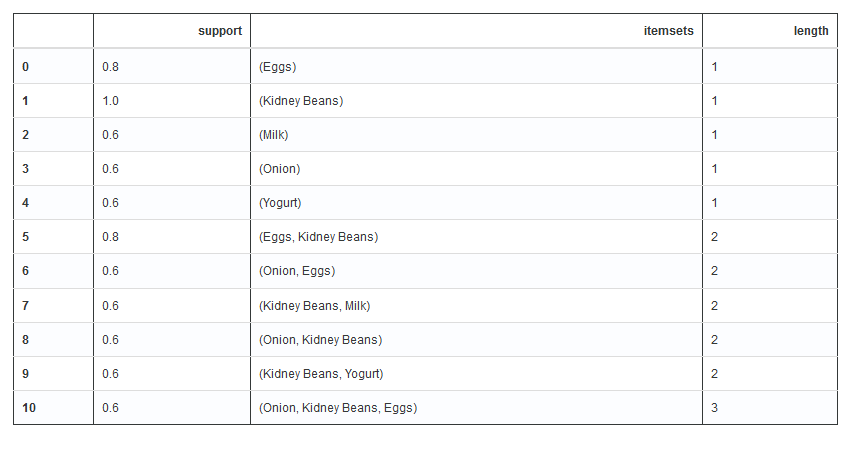 support itemsets length
0 0.8 (Eggs) 1
1 1.0 (Kidney Beans) 1
2 0.6 (Milk) 1
3 0.6 (Onion) 1
4 0.6 (Yogurt) 1
5 0.8 (Eggs, Kidney Beans) 2
6 0.6 (Onion, Eggs) 2
7 0.6 (Kidney Beans, Milk) 2
8 0.6 (Onion, Kidney Beans) 2
9 0.6 (Kidney Beans, Yogurt) 2
10 0.6 (Onion, Kidney Beans, Eggs) 3